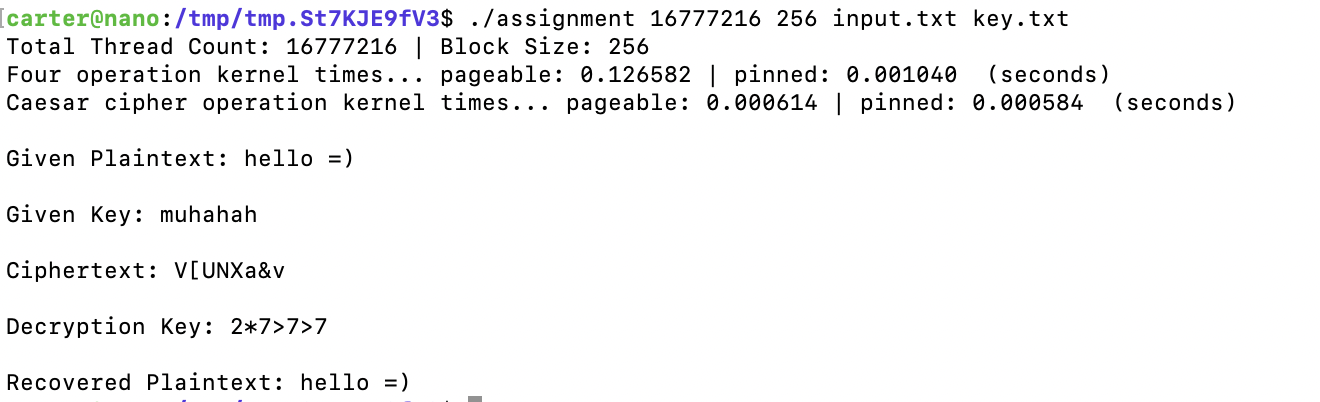 carter@nano:/tmp/tmp.St7KJE9fV3$ ./assignment 16777216 256 input.txt key.txt
Total Thread Count: 16777216 | Block Size: 256
Four operation kernel times... pageable: 0.126582 | pinned: 0.001040  (seconds)
Caesar cipher operation kernel times... pageable: 0.000614 | pinned: 0.000584  (seconds)
Given Plaintext: hello =)
Given Key: muhahah
Ciphertext: V[UNXa&v
Decryption Key: 2*7>7>7
Recovered Plaintext: hello =)